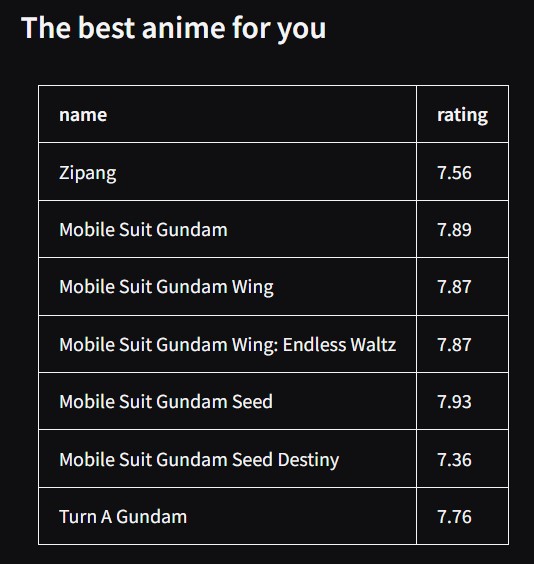 The best anime for you
name rating
Zipang 7.56
Mobile Suit Gundam 7.89
Mobile Suit Gundam Wing 7.87
Mobile Suit Gundam Wing: Endless Waltz 7.87
Mobile Suit Gundam Seed 7.93
Mobile Suit Gundam Seed Destiny 7.36
Turn A Gundam 7.76